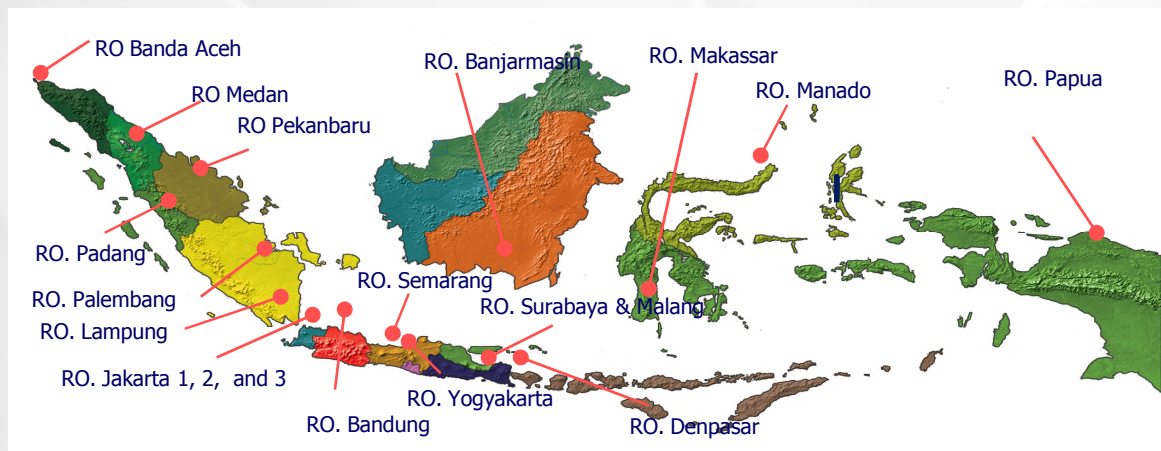 RO Banda Aceh
RO. Banjarmasin
RO. Makassar
RO. Papua
RO Medan
RO. Manado
RO Pekanbaru
RO. Padang
RO. Semarang
RO. Palembang
RO. Surabaya & Malang
RO. Lampung
RO. Jakarta 1, 2, and 3
RO. Yogyakarta
RO. Bandung
RO. Denpasar